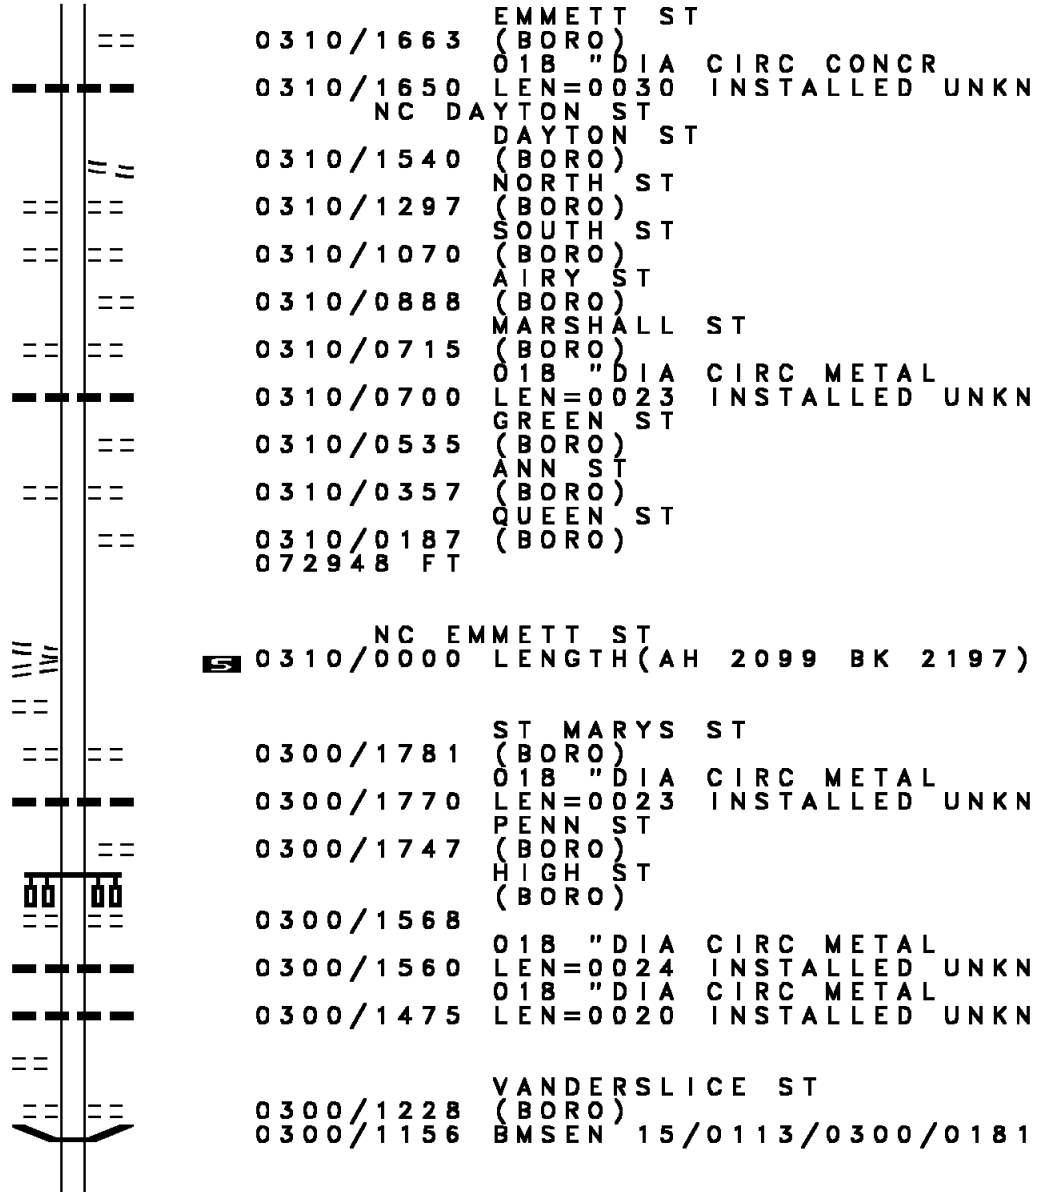 EMMETT ST
0310/1663 (BORO)
018 "DIA CIRC CONCR
0310/1650 LEN=0030 INSTALLED UNKN
NC DAYTON ST
DAYTON ST
0310/1540 (BORO)
NORTH ST
0310/1297 (BORO)
SOUTH ST
0310/1070 (BORO)
AIRY ST
0310/0888 (BORO)
MARSHALL ST
0310/0715 (BORO)
018 "DIA CIRC METAL
0310/0700 LEN=0023 INSTALLED UNKN
GREEN ST
0310/0535 (BORO)
ANN ST
0310/0357 (BORO)
QUEEN ST
0310/0187 (BORO)
072948 FT
NC EMMETT ST
S 0310/0000 LENGTH(AH 2099 BK 2197)
ST MARYS ST
0300/1781 (BORO)
018 "DIA CIRC METAL
0300/1770 LEN=0023 INSTALLED UNKN
PENN ST
0300/1747 (BORO)
HIGH ST
(BORO)
0300/1568
018 "DIA CIRC METAL
0300/1560 LEN=0024 INSTALLED UNKN
018 "DIA CIRC METAL
0300/1475 LEN=0020 INSTALLED UNKN
VANDERSLICE ST
0300/1228 (BORO)
0300/1156 BMSEN 15/0113/0300/0181